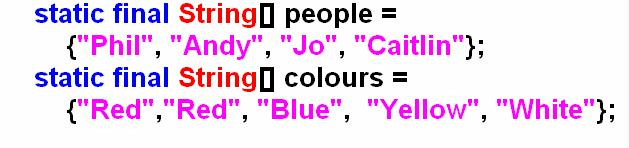 static final String[] people =
{"Phil", "Andy", "Jo", "Caitlin"};
static final String[] colours =
{"Red","Red", "Blue",  "Yellow", "White"};